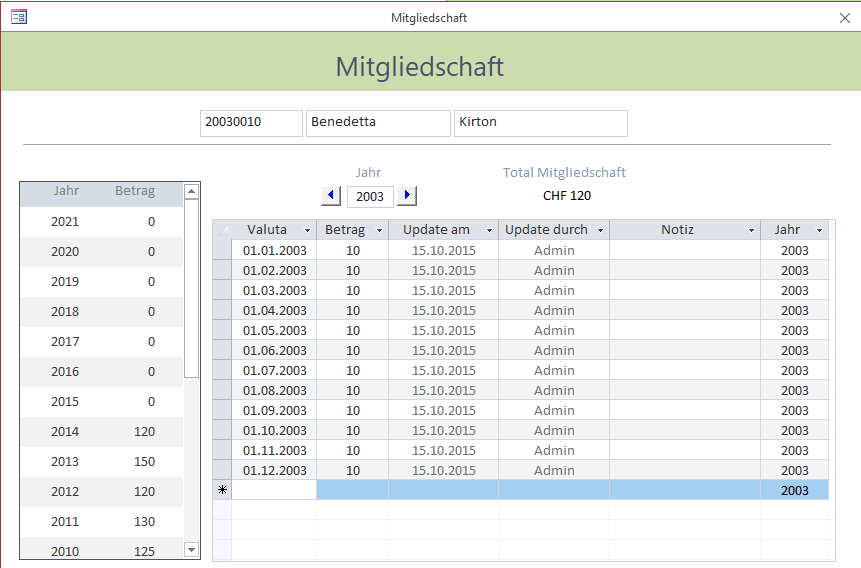 Mitgliedschaft
Mitgliedschaft
20030010 Benedetta Kirton
Jahr Total Mitgliedschaft
2003 CHF 120
Jahr Betrag
2021 0
2020 0
2019 0
2018 0
2017 0
2016 0
2015 0
2014 120
2013 150
2012 120
2011 130
2010 125
Valuta Betrag Update am Update durch Notiz Jahr
01.01.2003 10 15.10.2015 Admin 2003
01.02.2003 10 15.10.2015 Admin 2003
01.03.2003 10 15.10.2015 Admin 2003
01.04.2003 10 15.10.2015 Admin 2003
01.05.2003 10 15.10.2015 Admin 2003
01.06.2003 10 15.10.2015 Admin 2003
01.07.2003 10 15.10.2015 Admin 2003
01.08.2003 10 15.10.2015 Admin 2003
01.09.2003 10 15.10.2015 Admin 2003
01.10.2003 10 15.10.2015 Admin 2003
01.11.2003 10 15.10.2015 Admin 2003
01.12.2003 10 15.10.2015 Admin 2003
2003